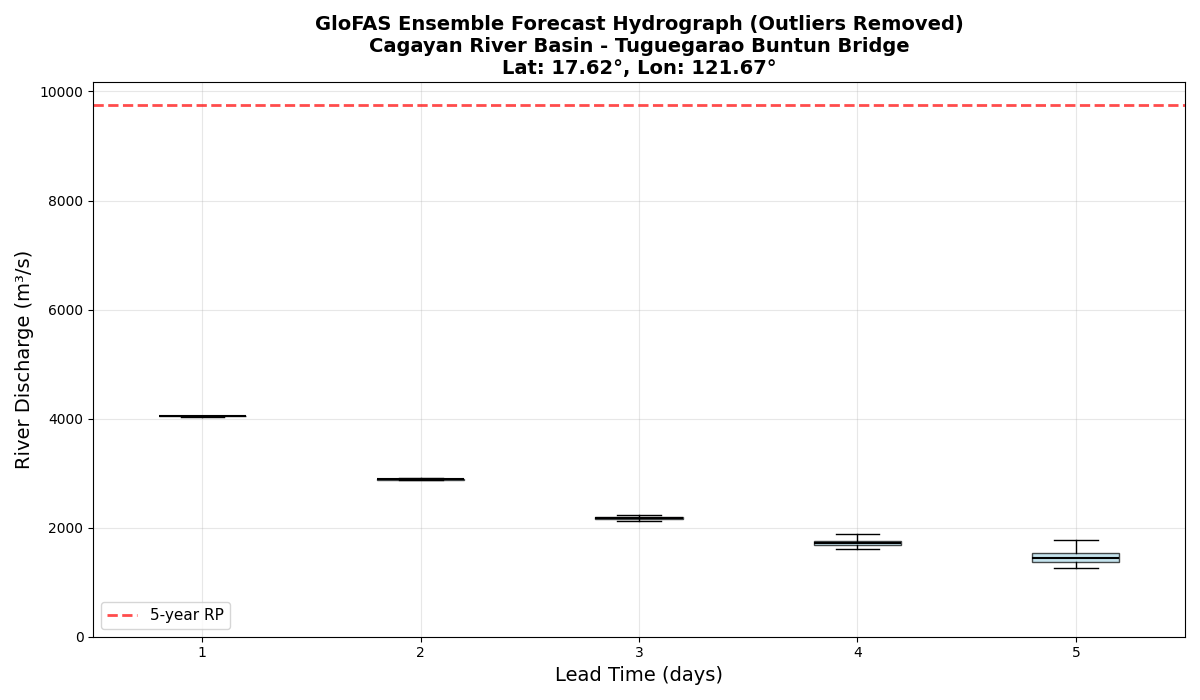 GloFAS Ensemble Forecast Hydrograph (Outliers Removed)
Cagayan River Basin - Tuguegarao Buntun Bridge
Lat: 17.62°, Lon: 121.67°
River Discharge (m³/s)
10000
8000
6000
4000
2000
0
5-year RP
1 2 3 4 5
Lead Time (days)